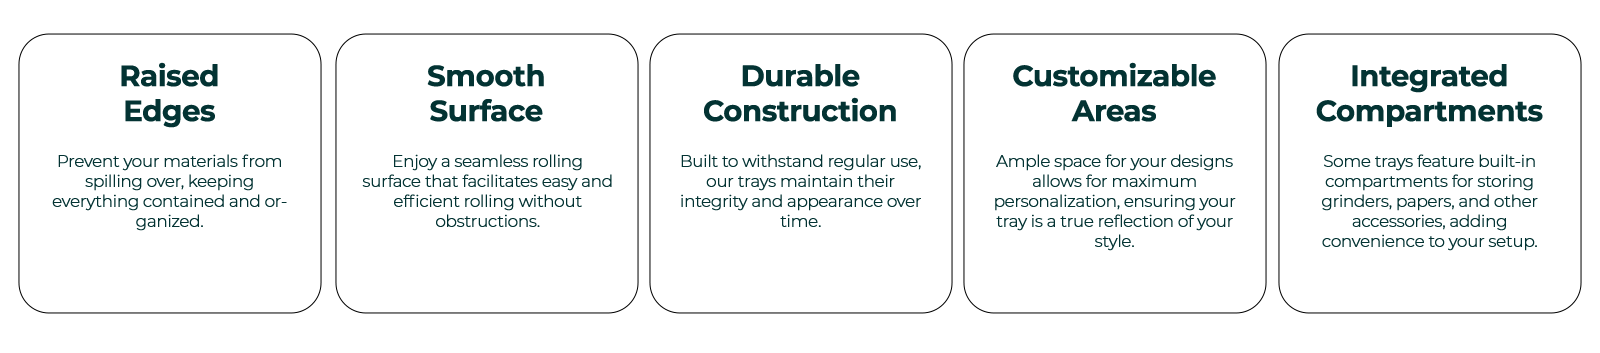 Raised
Edges
Prevent your materials from
spilling over, keeping
everything contained and or-
ganized.
Smooth
Surface
Enjoy a seamless rolling
surface that facilitates easy and
efficient rolling without
obstructions.
Durable
Construction
Built to withstand regular use,
our trays maintain their
integrity and appearance over
time.
Customizable
Areas
Ample space for your designs
allows for maximum
personalization, ensuring your
tray is a true reflection of your
style.
Integrated
Compartments
Some trays feature built-in
compartments for storing
grinders, papers, and other
accessories, adding
convenience to your setup.